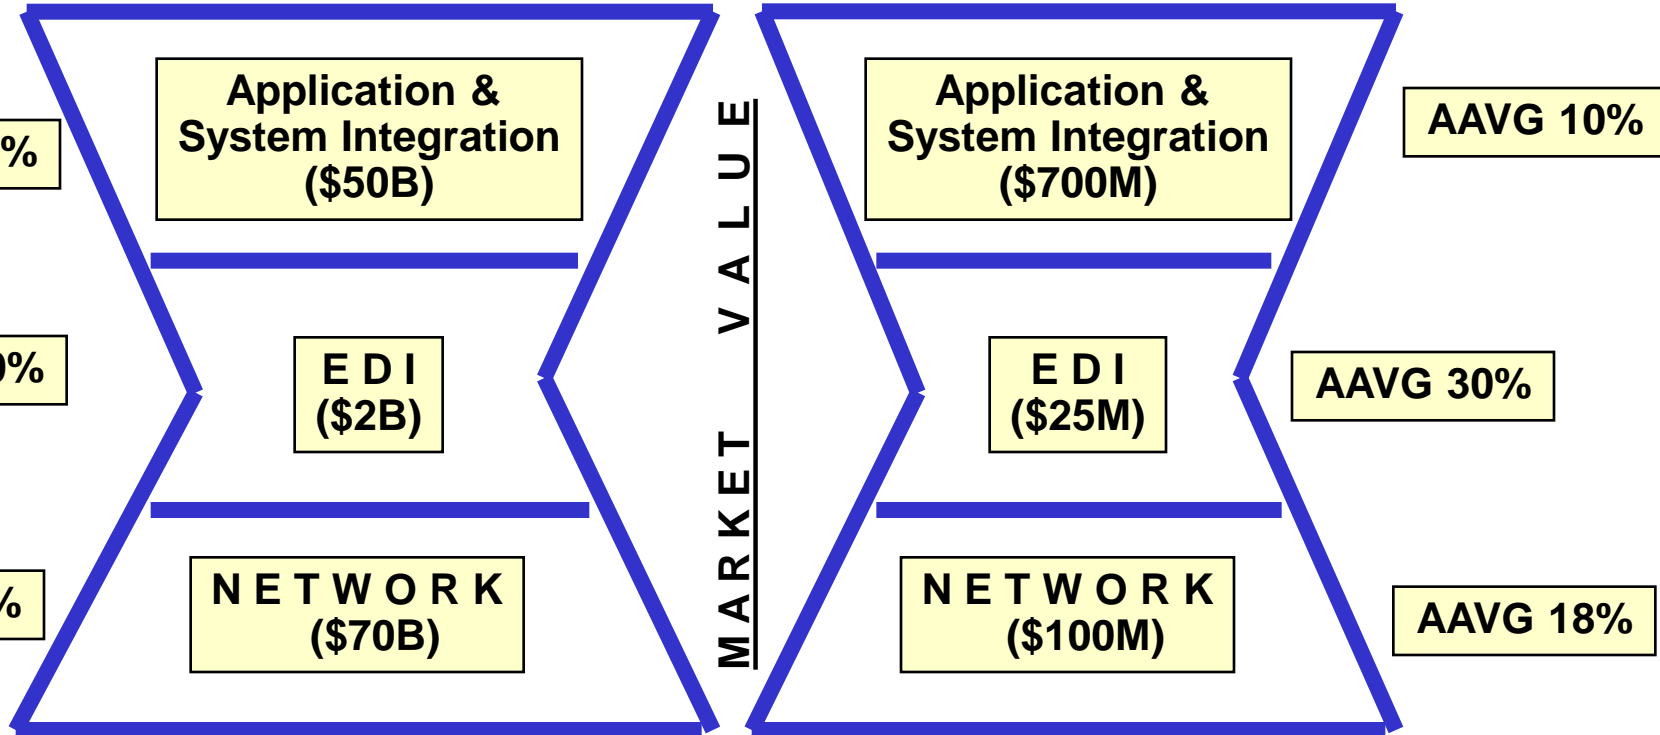 %
Application &
System Integration
($50B)
0%
E D I
($2B)
%
N E T W O R K
($70B)
MARKET VALUE
Application &
System Integration
($700M)
AAVG 10%
E D I
($25M)
AAVG 30%
N E T W O R K
($100M)
AAVG 18%